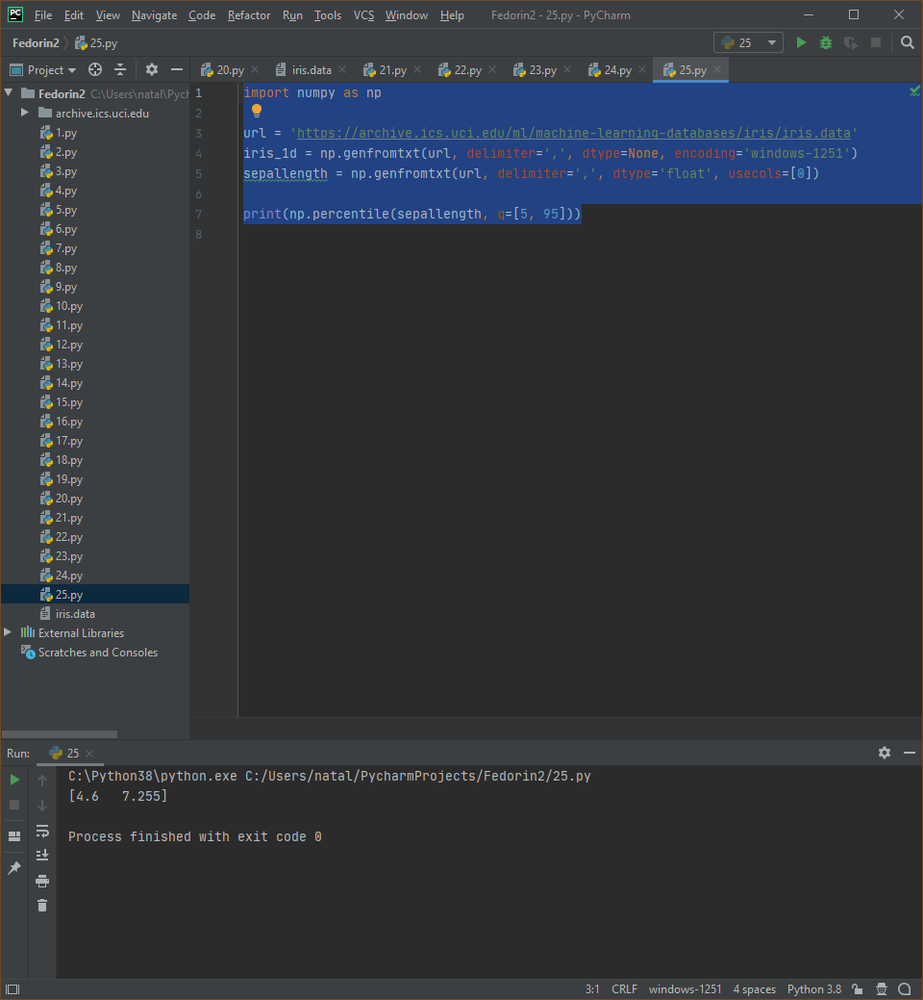 PC File Edit View Navigate Code Refactor Run Tools VCS Window Help Fedorin2 - 25.py - PyCharm
Fedorin2 25.py 25
Project 20.py iris.data 21.py 22.py 23.py 24.py 25.py
Fedorin2 C:\Users\natal\Pych
archive.ics.uci.edu
1.py
2.py
3.py
4.py
5.py
6.py
7.py
8.py
9.py
10.py
11.py
12.py
13.py
14.py
15.py
16.py
17.py
18.py
19.py
20.py
21.py
22.py
23.py
24.py
25.py
iris.data
External Libraries
Scratches and Consoles
1 import numpy as np
2
3 url = 'https://archive.ics.uci.edu/ml/machine-learning-databases/iris/iris.data'
4 iris_1d = np.genfromtxt(url, delimiter=',', dtype=None, encoding='windows-1251')
5 sepallength = np.genfromtxt(url, delimiter=',', dtype='float', usecols=[0])
6
7 print(np.percentile(sepallength, q=[5, 95]))
8
Run: 25
C:\Python38\python.exe C:/Users/natal/PycharmProjects/Fedorin2/25.py
[4.6   7.255]
Process finished with exit code 0
3:1 CRLF windows-1251 4 spaces Python 3.8